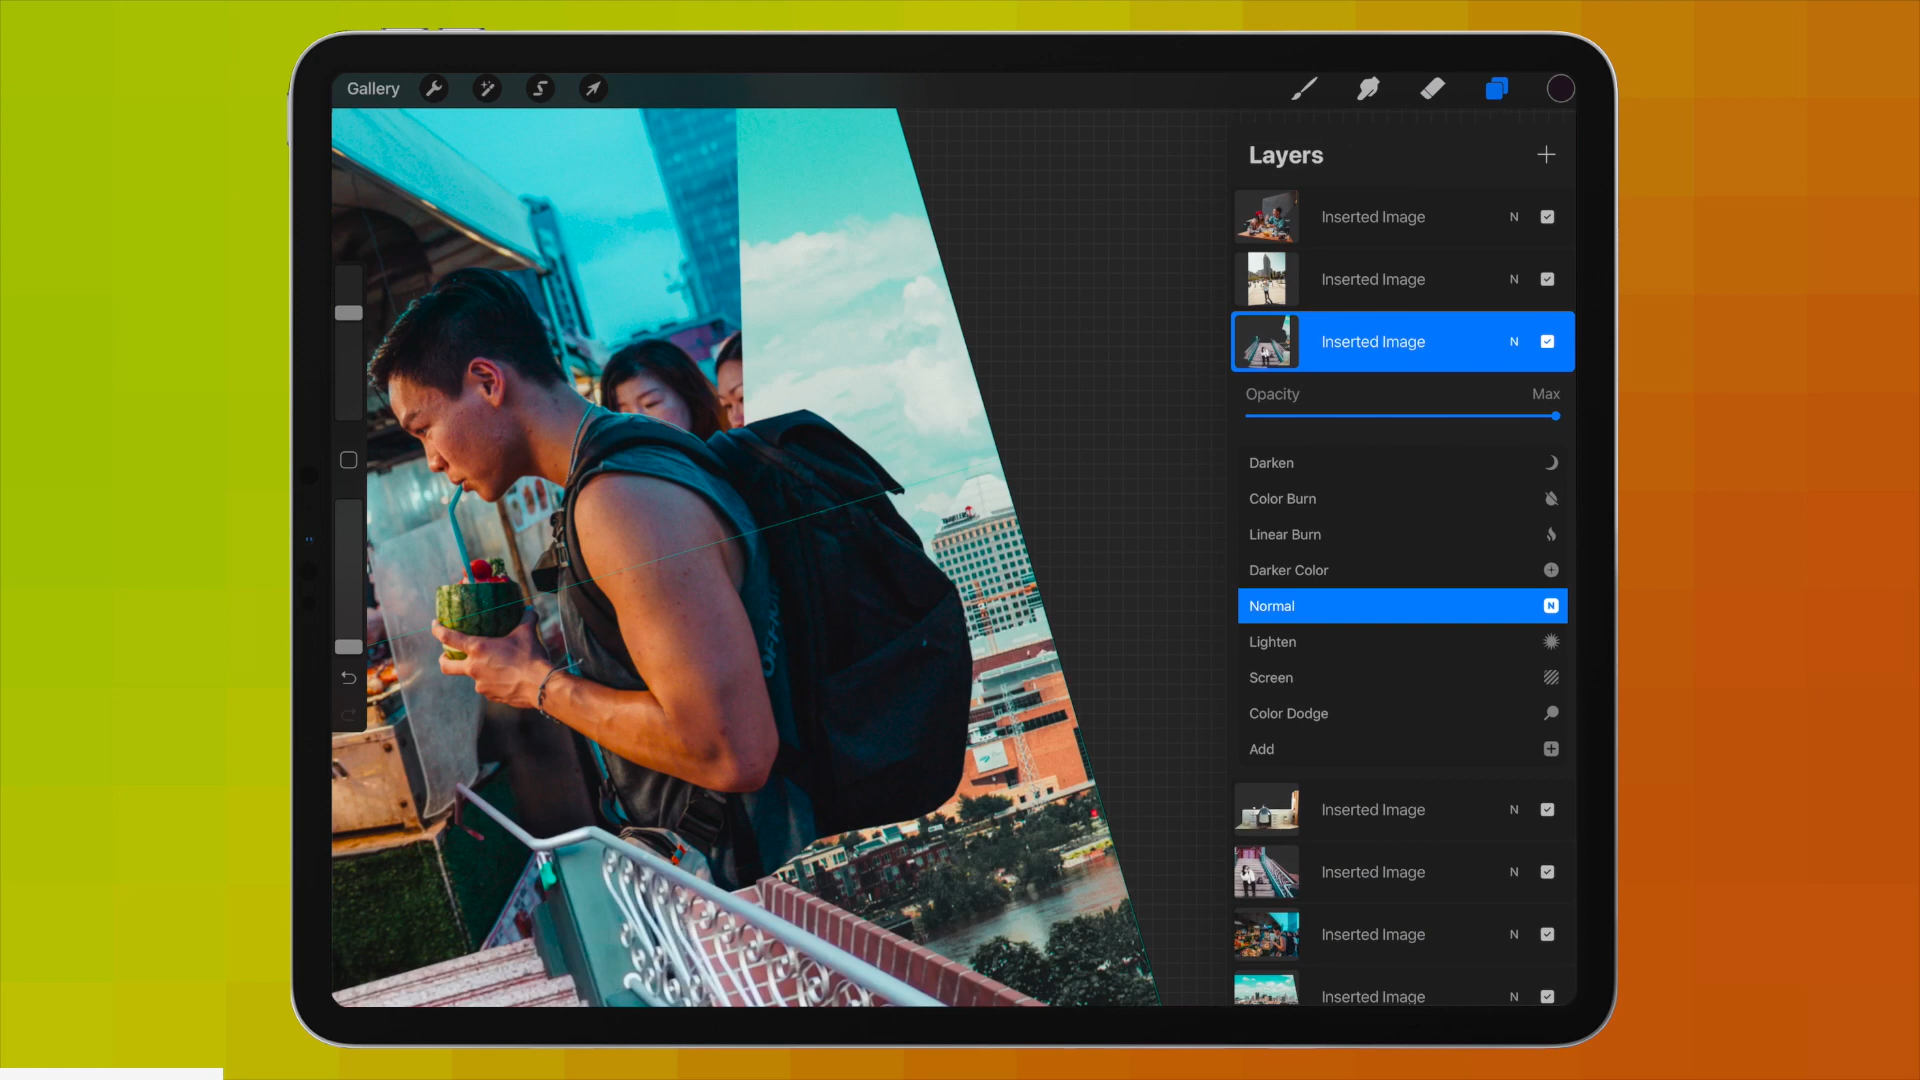 Gallery
Layers
Inserted Image N
Inserted Image N
Inserted Image N
Opacity Max
Darken
Color Burn
Linear Burn
Darker Color
Normal N
Lighten
Screen
Color Dodge
Add
Inserted Image N
Inserted Image N
Inserted Image N
Inserted Image N